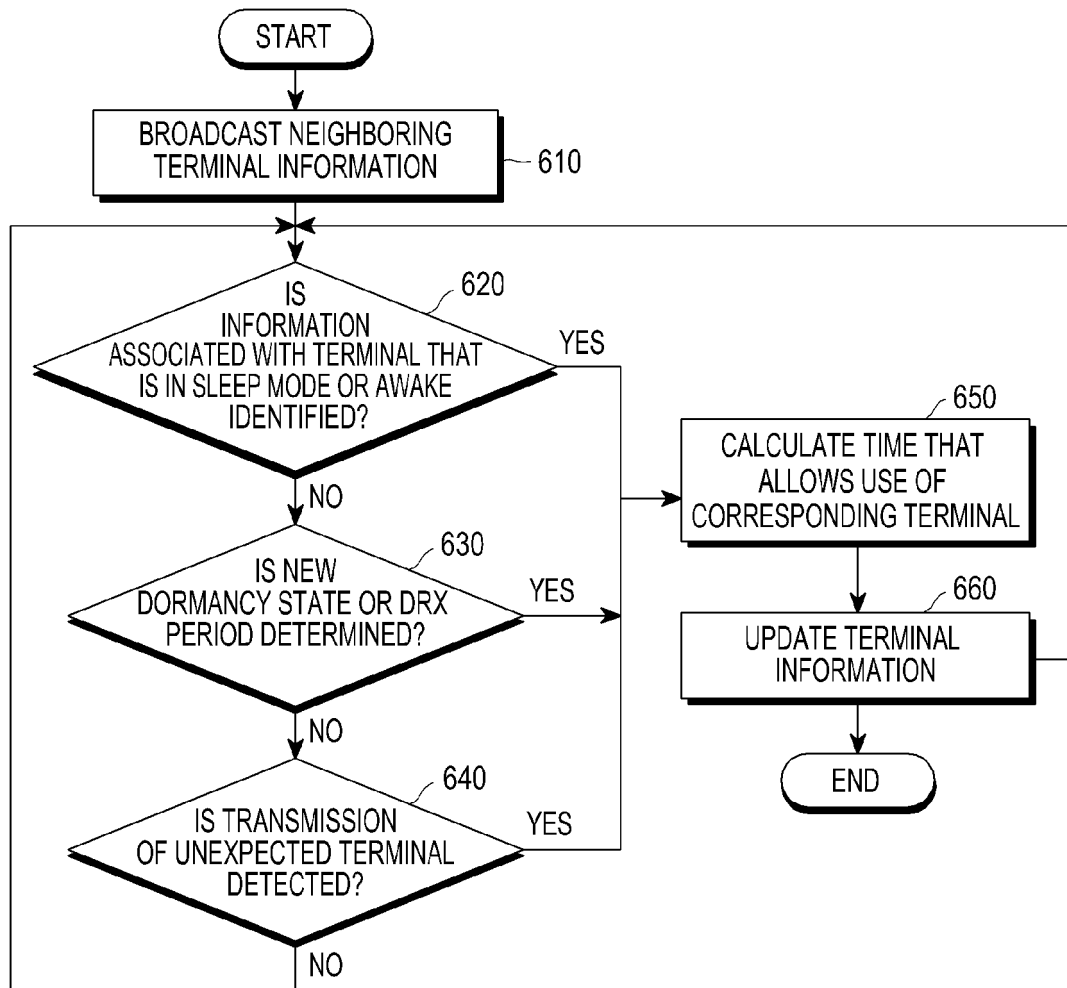 START
BROADCAST NEIGHBORING
TERMINAL INFORMATION
610
IS
INFORMATION
ASSOCIATED WITH TERMINAL THAT
IS IN SLEEP MODE OR AWAKE
IDENTIFIED?
620
YES
NO
IS NEW
DORMANCY STATE OR DRX
PERIOD DETERMINED?
630
YES
NO
IS TRANSMISSION
OF UNEXPECTED TERMINAL
DETECTED?
640
YES
NO
650
CALCULATE TIME THAT
ALLOWS USE OF
CORRESPONDING TERMINAL
660
UPDATE TERMINAL
INFORMATION
END